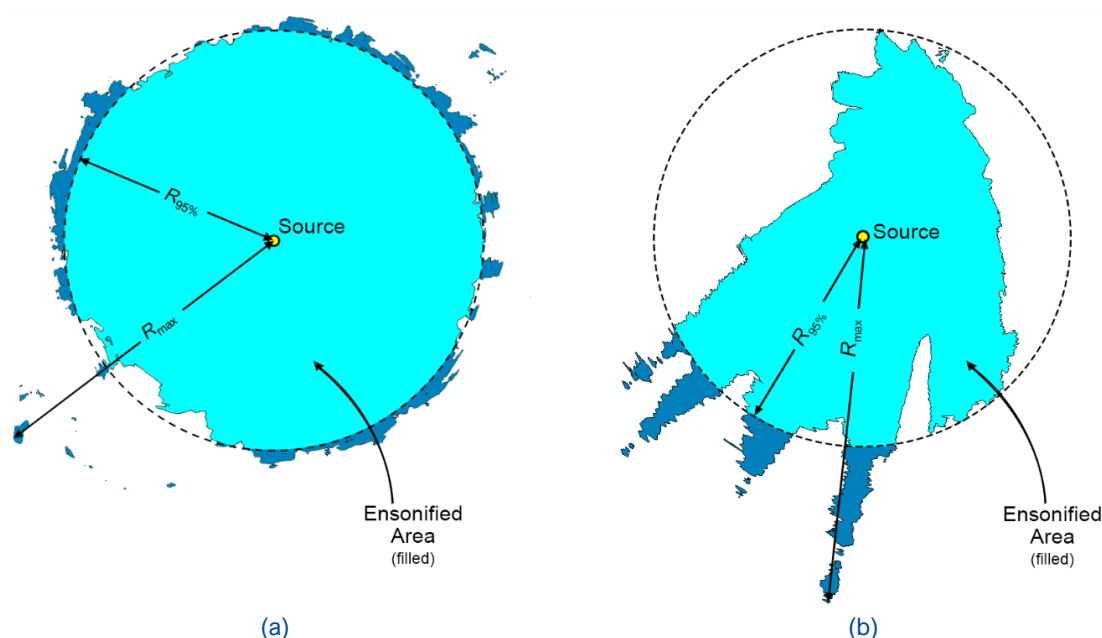 R95%
Source
Rmax
Ensonified
Area
(filled)
(a)
Source
R95%
Rmax
Ensonified
Area
(filled)
(b)